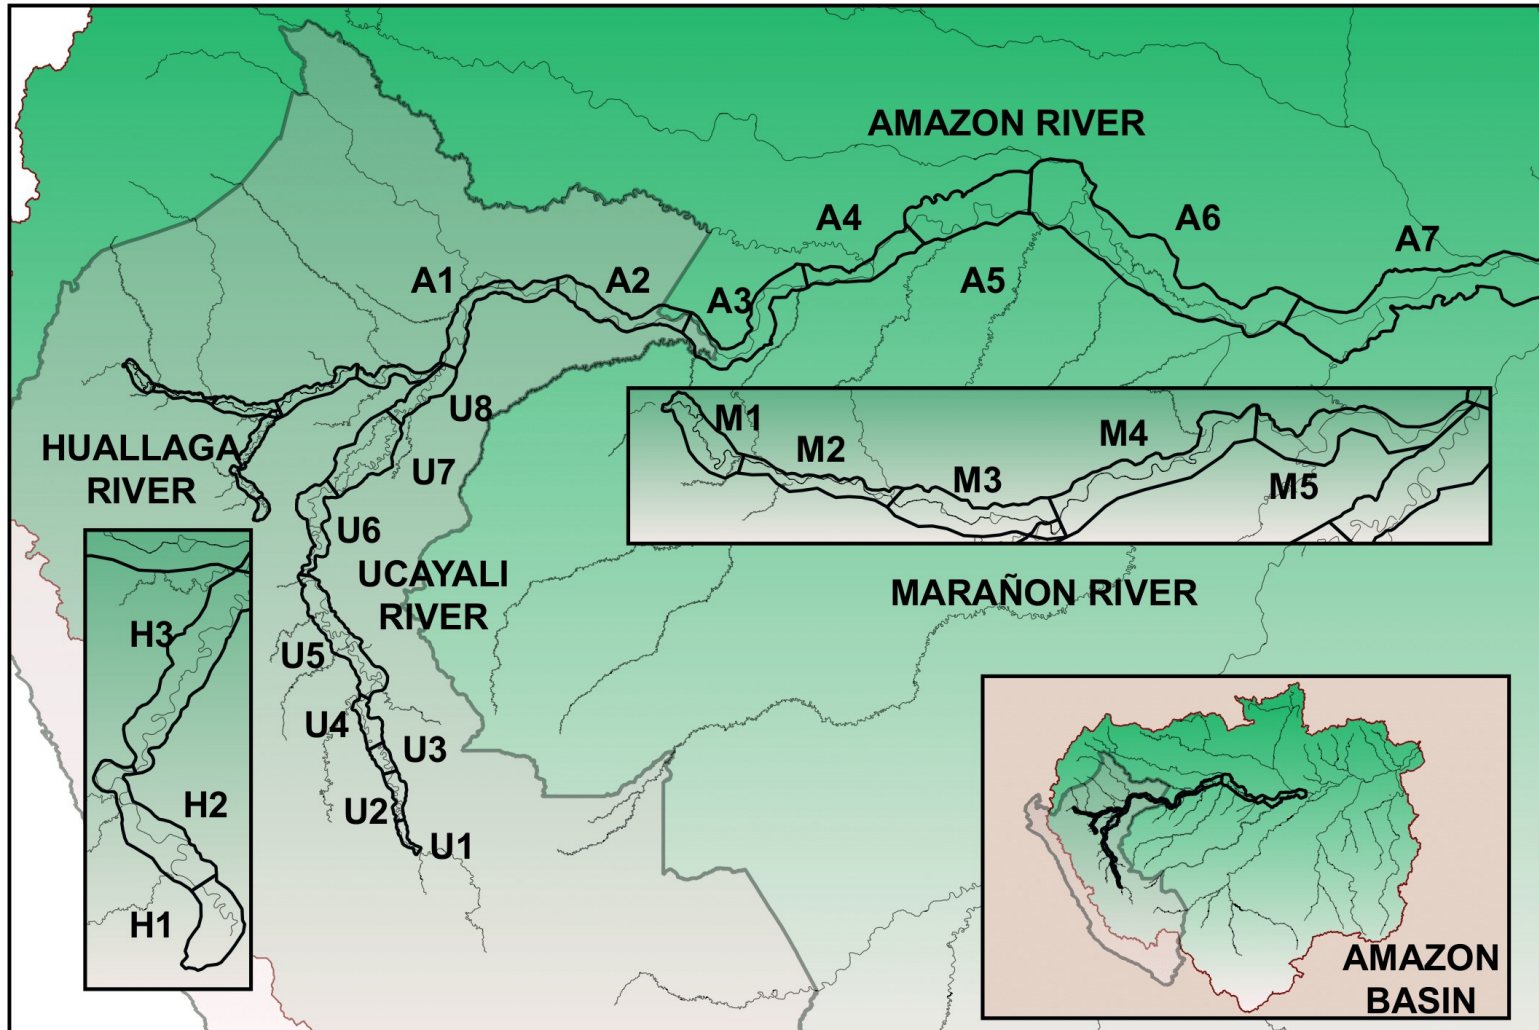 AMAZON RIVER
A1
A2
A3
A4
A5
A6
A7
HUALLAGA
RIVER
U8
U7
U6
UCAYALI
RIVER
U5
U4
U3
U2
U1
M1
M2
M3
M4
M5
MARAÑON RIVER
H3
H2
H1
AMAZON
BASIN